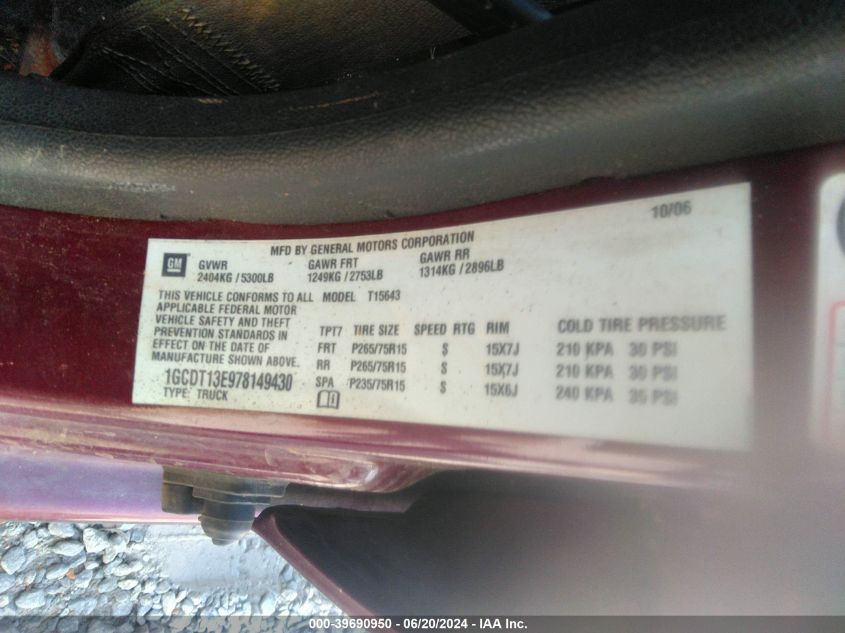 10/06
MFD BY GENERAL MOTORS CORPORATION
GM
GVWR GAWR FRT GAWR RR
2404KG / 5300LB 1249KG / 2753LB 1314KG / 2896LB
THIS VEHICLE CONFORMS TO ALL MODEL T15643
APPLICABLE FEDERAL MOTOR
VEHICLE SAFETY AND THEFT
PREVENTION STANDARDS IN
EFFECT ON THE DATE OF
MANUFACTURE SHOWN ABOVE.
1GCDT13E978149430
TYPE: TRUCK
TPT7 TIRE SIZE SPEED RTG RIM COLD TIRE PRESSURE
FRT P265/75R15 S 15X7J 210 KPA 30 PSI
RR P265/75R15 S 15X7J 210 KPA 30 PSI
SPA P235/75R15 S 15X6J 240 KPA 35 PSI
000-39690950 - 06/20/2024 - IAA Inc.